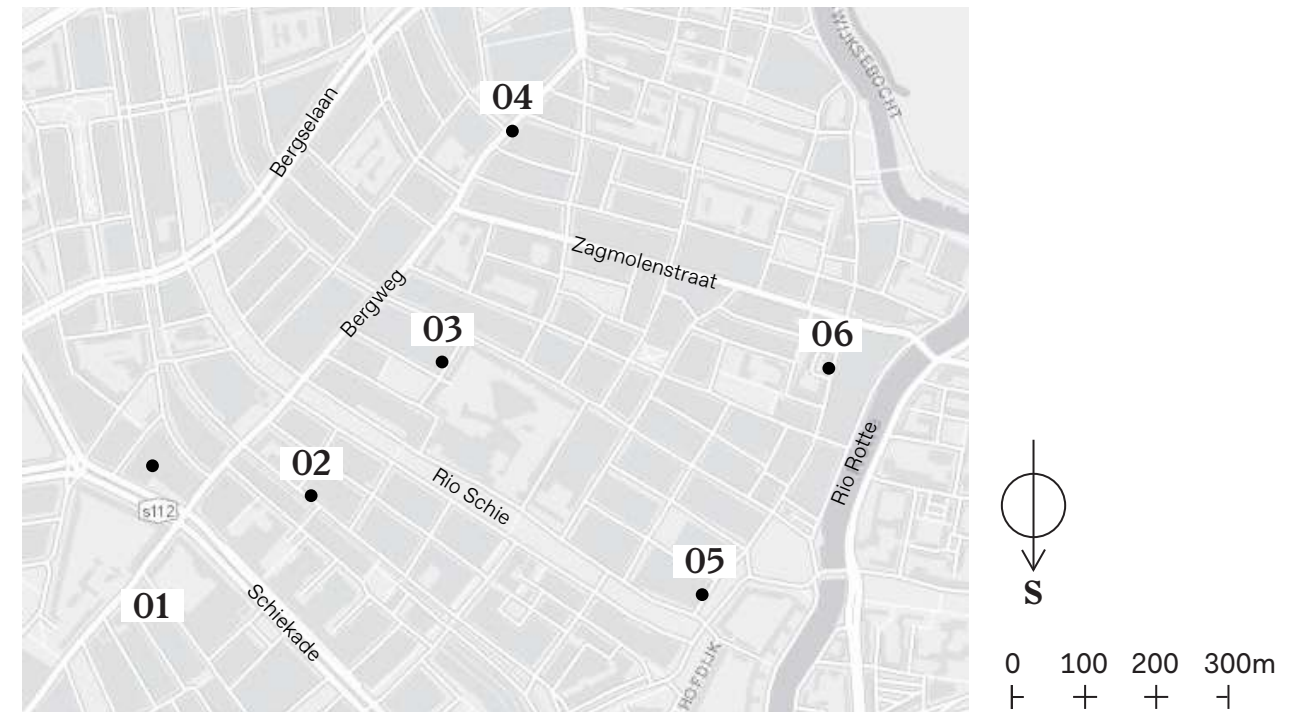 WIJKSEBOCHT
04
Bergselaan
Zagmolenstraat
Bergweg
03
06
02
Rio Schie
Rio Rotte
s112
05
01
Schiekade
HOFDIJK
S
0 100 200 300m